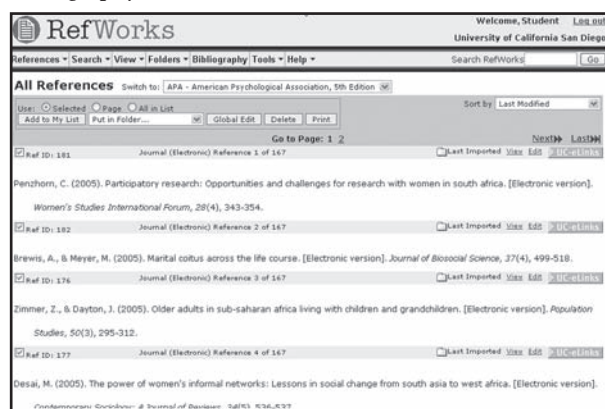 RefWorks
Welcome, Student Log out
University of California San Diego
References Search View Folders Bibliography Tools Help Search RefWorks Go
All References Switch to: APA - American Psychological Association, 5th Edition
Use: Selected Page All in List Sort by Last Modified
Add to My List Put in Folder.... Global Edit Delete Print
Go to Page: 1 2 Next Last
Ref ID: 181 Journal (Electronic) Reference 1 of 167 Last Imported View Edit UC-eLinks
Penzhorn, C. (2005). Participatory research: Opportunities and challenges for research with women in south africa. [Electronic version].
Women's Studies International Forum, 28(4), 343-354.
Ref ID: 182 Journal (Electronic) Reference 2 of 167 Last Imported View Edit UC-eLinks
Brewis, A., & Meyer, M. (2005). Marital coitus across the life course. [Electronic version]. Journal of Biosocial Science, 37(4), 499-518.
Ref ID: 176 Journal (Electronic) Reference 3 of 167 Last Imported View Edit UC-eLinks
Zimmer, Z., & Dayton, J. (2005). Older adults in sub-saharan africa living with children and grandchildren. [Electronic version]. Population
Studies, 50(3), 295-312.
Ref ID: 177 Journal (Electronic) Reference 4 of 167 Last Imported View Edit UC-eLinks
Desai, M. (2005). The power of women's informal networks: Lessons in social change from south asia to west africa. [Electronic version].
Contemporary Sociology: A Journal of Reviews, 34(5), 536-537.